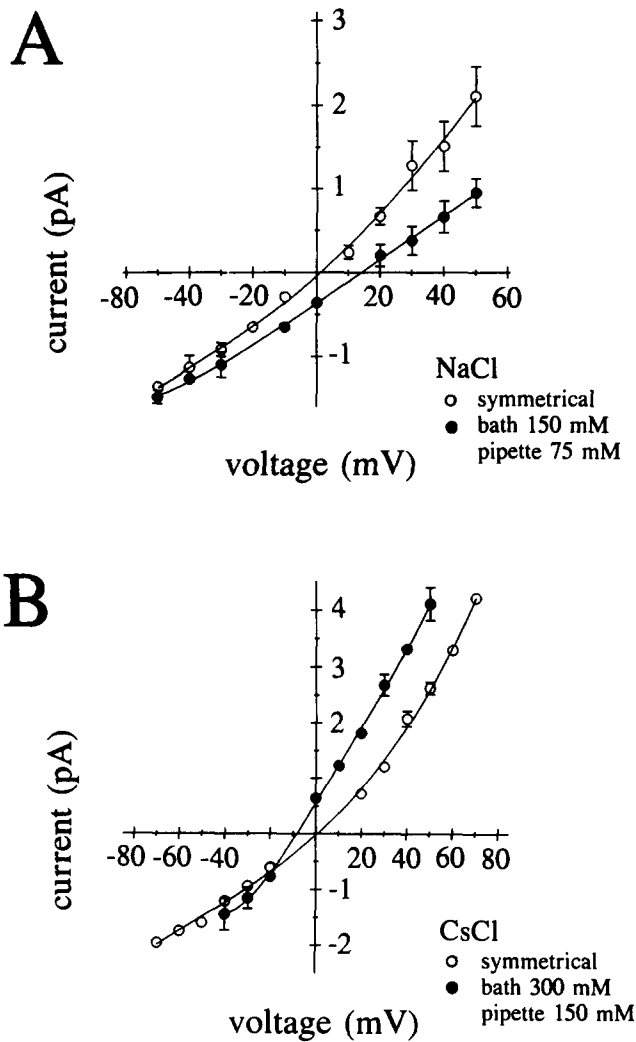 A
3
2
1
-80 -40 -20 20 40 60
-1
current (pA)
voltage (mV)
NaCl
symmetrical
bath 150 mM
pipette 75 mM
B
4
3
2
-80 -60 -40 20 40 60 80
-1
-2
current (pA)
voltage (mV)
CsCl
symmetrical
bath 300 mM
pipette 150 mM